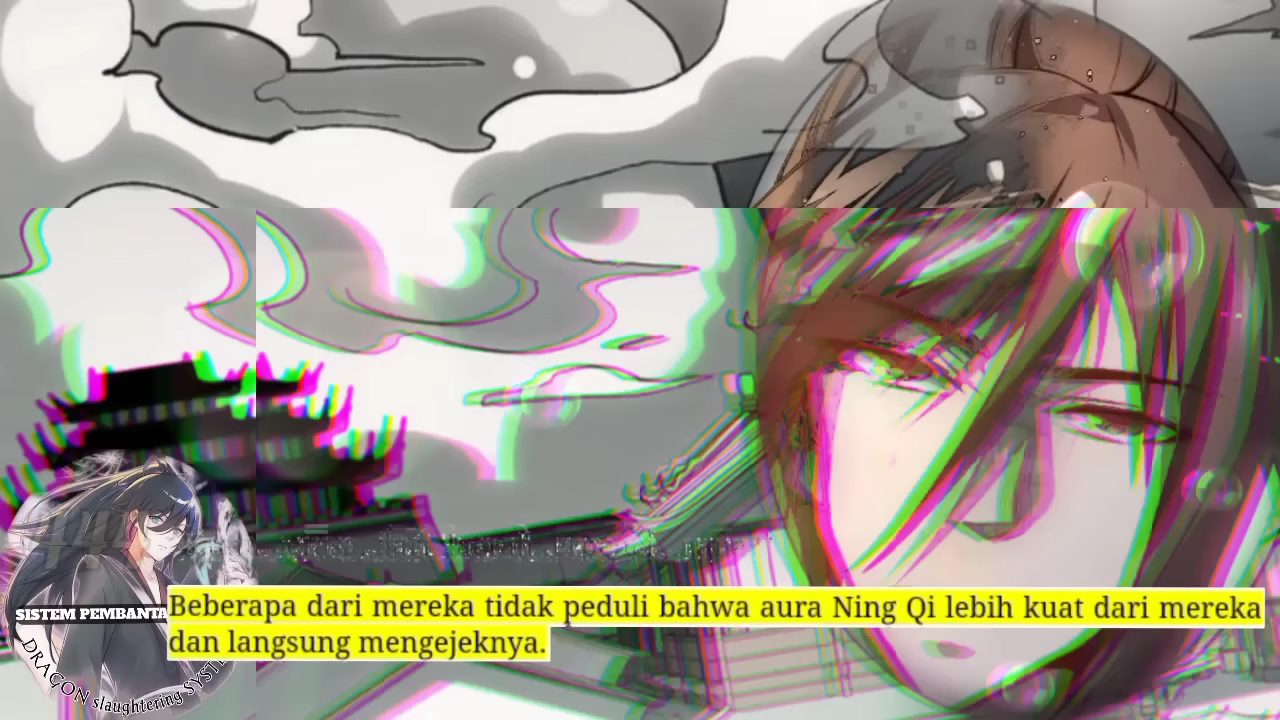 Beberapa dari mereka tidak peduli bahwa aura Ning Qi lebih kuat dari mereka
dan langsung mengejeknya.
SISTEM PEMBANTA
DRAGON slaughtering SYSTE